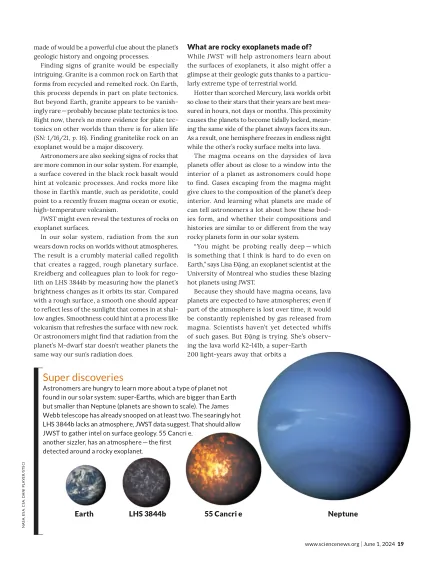 made of would be a powerful clue about the planet's
geologic history and ongoing processes.
Finding signs of granite would be especially
intriguing. Granite is a common rock on Earth that
forms from recycled and remelted rock. On Earth,
this process depends in part on plate tectonics.
But beyond Earth, granite appears to be vanish-
ingly rare—probably because plate tectonics is too.
Right now, there's no more evidence for plate tec-
tonics on other worlds than there is for alien life
(SN: 1/16/21, p. 16). Finding granitelike rock on an
exoplanet would be a major discovery.
Astronomers are also seeking signs of rocks that
are more common in our solar system. For example,
a surface covered in the black rock basalt would
hint at volcanic processes. And rocks more like
those in Earth's mantle, such as peridotite, could
point to a recently frozen magma ocean or exotic,
high-temperature volcanism.
JWST might even reveal the textures of rocks on
exoplanet surfaces.
In our solar system, radiation from the sun
wears down rocks on worlds without atmospheres.
The result is a crumbly material called regolith
that creates a ragged, rough planetary surface.
Kreidberg and colleagues plan to look for rego-
lith on LHS 3844b by measuring how the planet's
brightness changes as it orbits its star. Compared
with a rough surface, a smooth one should appear
to reflect less of the sunlight that comes in at shal-
low angles. Smoothness could hint at a process like
volcanism that refreshes the surface with new rock.
Or astronomers might find that radiation from the
planet's M-dwarf star doesn't weather planets the
same way our sun's radiation does.
What are rocky exoplanets made of?
While JWST will help astronomers learn about
the surfaces of exoplanets, it also might offer a
glimpse at their geologic guts thanks to a particu-
larly extreme type of terrestrial world.
Hotter than scorched Mercury, lava worlds orbit
so close to their stars that their years are best mea-
sured in hours, not days or months. This proximity
causes the planets to become tidally locked, mean-
ing the same side of the planet always faces its sun.
As a result, one hemisphere freezes in endless night
while the other's rocky surface melts into lava.
The magma oceans on the daysides of lava
planets offer about as close to a window into the
interior of a planet as astronomers could hope
to find. Gases escaping from the magma might
give clues to the composition of the planet's deep
interior. And learning what planets are made of
can tell astronomers a lot about how these bod-
ies form, and whether their compositions and
histories are similar to or different from the way
rocky planets form in our solar system.
"You might be probing really deep—which
is something that I think is hard to do even on
Earth," says Lisa Đặng, an exoplanet scientist at the
University of Montreal who studies these blazing
hot planets using JWST.
Because they should have magma oceans, lava
planets are expected to have atmospheres; even if
part of the atmosphere is lost over time, it would
be constantly replenished by gas released from
magma. Scientists haven't yet detected whiffs
of such gases. But Đặng is trying. She's observ-
ing the lava world K2-141b, a super-Earth
200 light-years away that orbits a
Super discoveries
Astronomers are hungry to learn more about a type of planet not
found in our solar system: super-Earths, which are bigger than Earth
but smaller than Neptune (planets are shown to scale). The James
Webb telescope has already snooped on at least two. The searingly hot
LHS 3844b lacks an atmosphere, JWST data suggest. That should allow
JWST to gather intel on surface geology. 55 Cancri e,
another sizzler, has an atmosphere—the first
detected around a rocky exoplanet.
Earth
LHS 3844b
55 Cancri e
Neptune
www.sciencenews.org | June 1, 2024 19